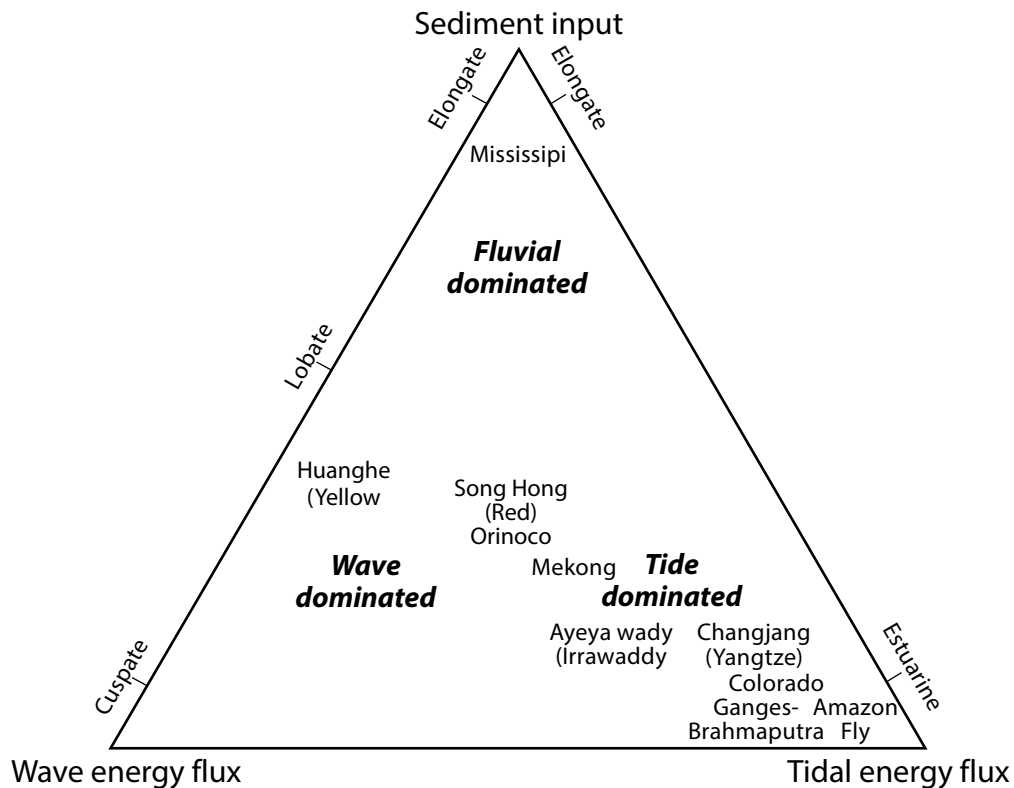 Sediment input
Elongate
Elongate
Mississipi
Fluvial
dominated
Lobate
Huanghe
(Yellow
Song Hong
(Red)
Orinoco
Wave
dominated
Mekong
Tide
dominated
Ayeya wady
(Irrawaddy
Changjang
(Yangtze)
Cuspate
Estuarine
Colorado
Ganges-
Brahmaputra
Amazon
Fly
Wave energy flux
Tidal energy flux